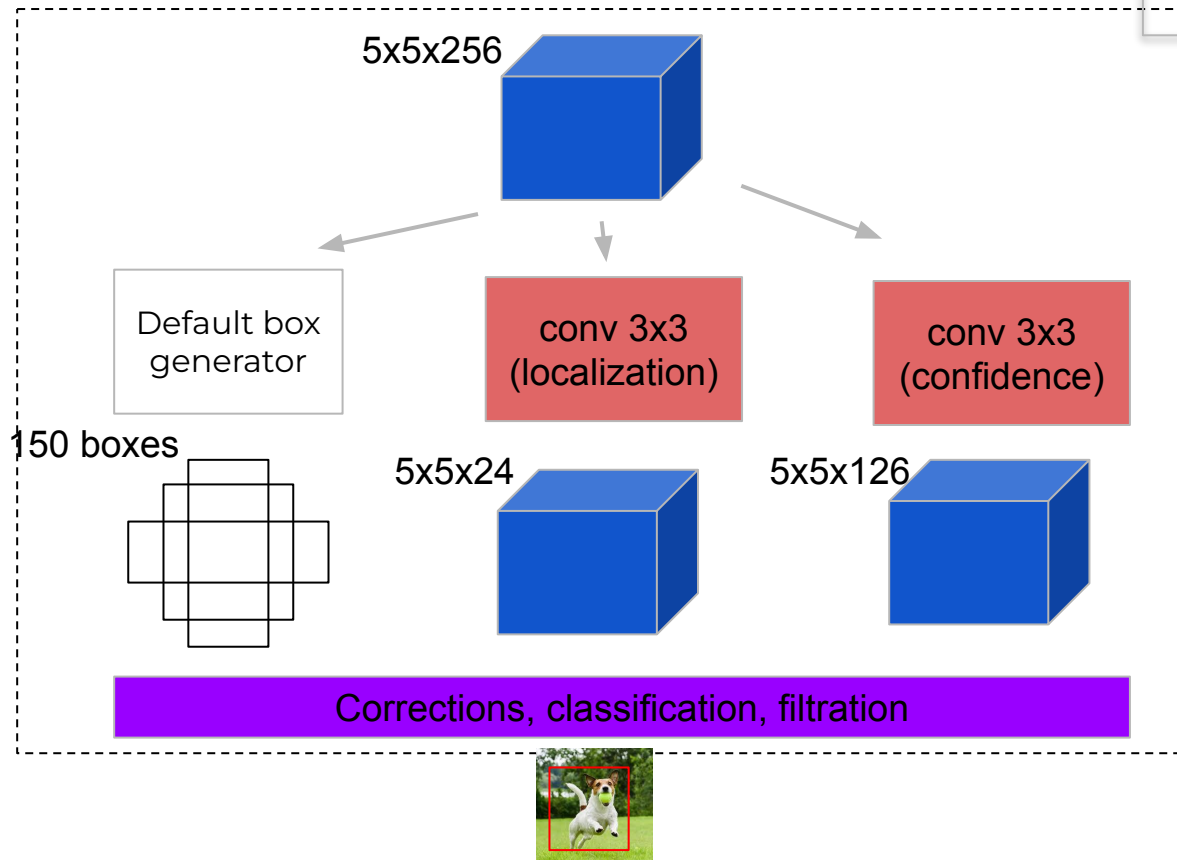 5x5x256
Default box
generator
conv 3x3
(localization)
conv 3x3
(confidence)
150 boxes
5x5x24
5x5x126
Corrections, classification, filtration